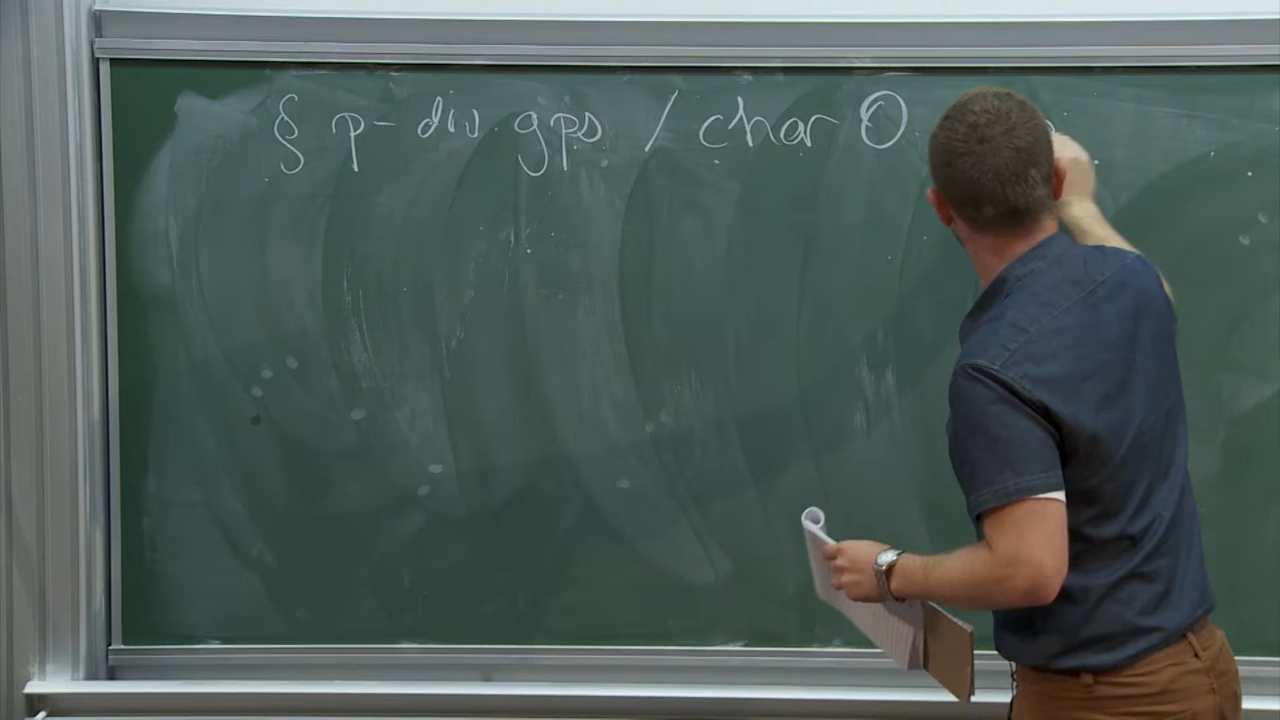 § p-div gps / char 0